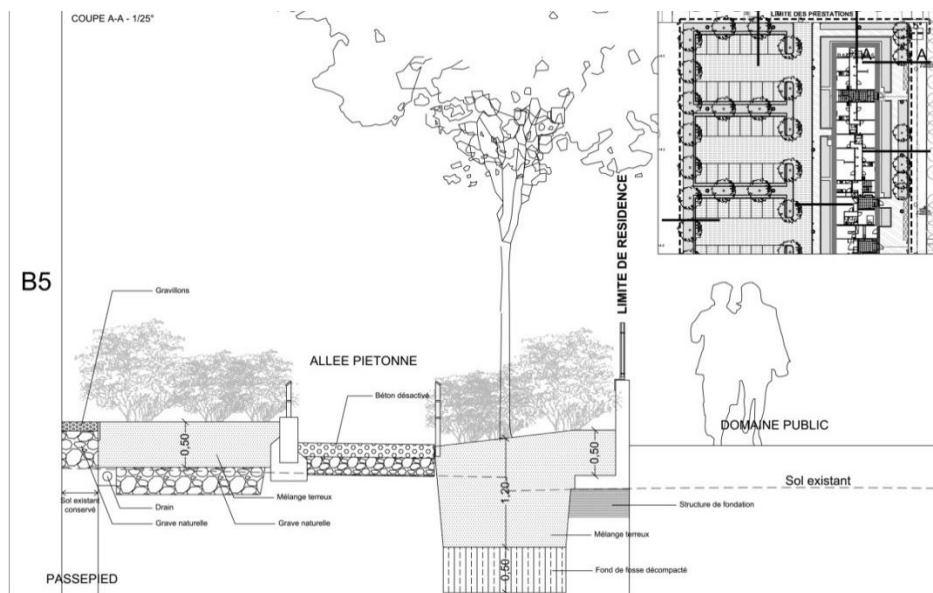 COUPE A-A - 1/25°
LIMITE DES PRESTATIONS
A
A
LIMITE DE RESIDENCE
B5
Gravillons
ALLEE PIETONNE
Béton désactivé
DOMAINE PUBLIC
0,50
0,50
1,20
Sol existant
Sol existant
conservé
Drain
Grave naturelle
Mélange terreux
Grave naturelle
Structure de fondation
Mélange terreux
0,50
Fond de fosse décompacté
PASSEPIED